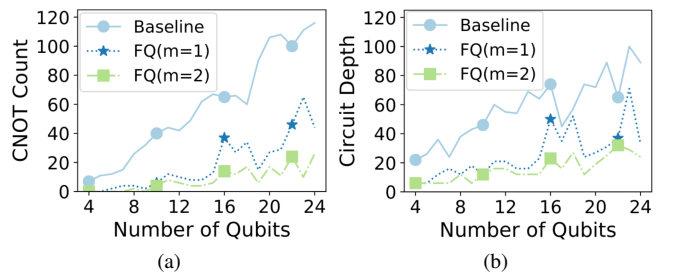 CNOT Count
120
100
80
60
40
20
0
Baseline
FQ(m=1)
FQ(m=2)
4 8 12 16 20 24
Number of Qubits
(a)
Circuit Depth
120
100
80
60
40
20
0
Baseline
FQ(m=1)
FQ(m=2)
4 8 12 16 20 24
Number of Qubits
(b)